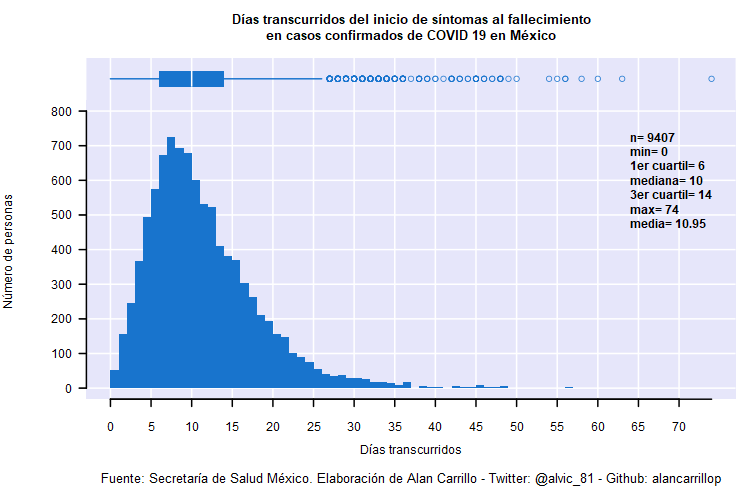 Días transcurridos del inicio de síntomas al fallecimiento
en casos confirmados de COVID 19 en México
n= 9407
min= 0
1er cuartil= 6
mediana= 10
3er cuartil= 14
max= 74
media= 10.95
Número de personas
800
700
600
500
400
300
200
100
0
0 5 10 15 20 25 30 35 40 45 50 55 60 65 70
Días transcurridos
Fuente: Secretaría de Salud México. Elaboración de Alan Carrillo - Twitter: @alvic_81 - Github: alancarrillop